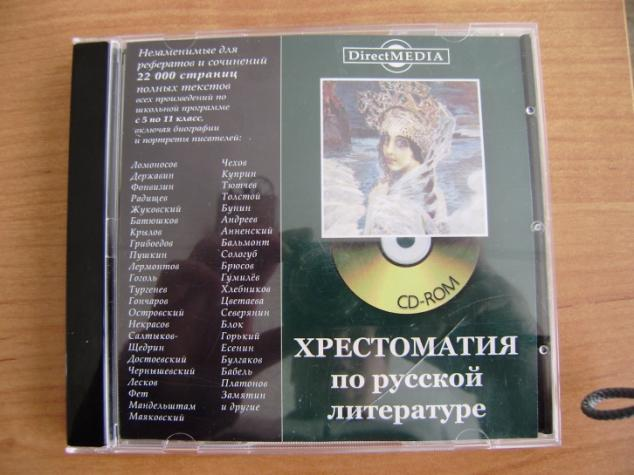 Незаменимые для
рефератов и сочинений
22 000 страниц
полных текстов
всех произведений по
школьной программе
с 5 по 11 класс,
включая биографии
и портреты писателей:
Ломоносов
Державин
Фонвизин
Радищев
Жуковский
Батюшков
Крылов
Грибоедов
Пушкин
Лермонтов
Гоголь
Тургенев
Гончаров
Островский
Некрасов
Салтыков-
Щедрин
Достоевский
Чернышевский
Лесков
Фет
Мандельштам
Маяковский
Чехов
Куприн
Тютчев
Толстой
Бунин
Андреев
Анненский
Бальмонт
Сологуб
Брюсов
Гумилёв
Хлебников
Цветаева
Северянин
Блок
Горький
Есенин
Булгаков
Бабель
Платонов
Замятин
и другие
DirectMEDIA
CD-ROM
ХРЕСТОМАТИЯ
по русской
литературе